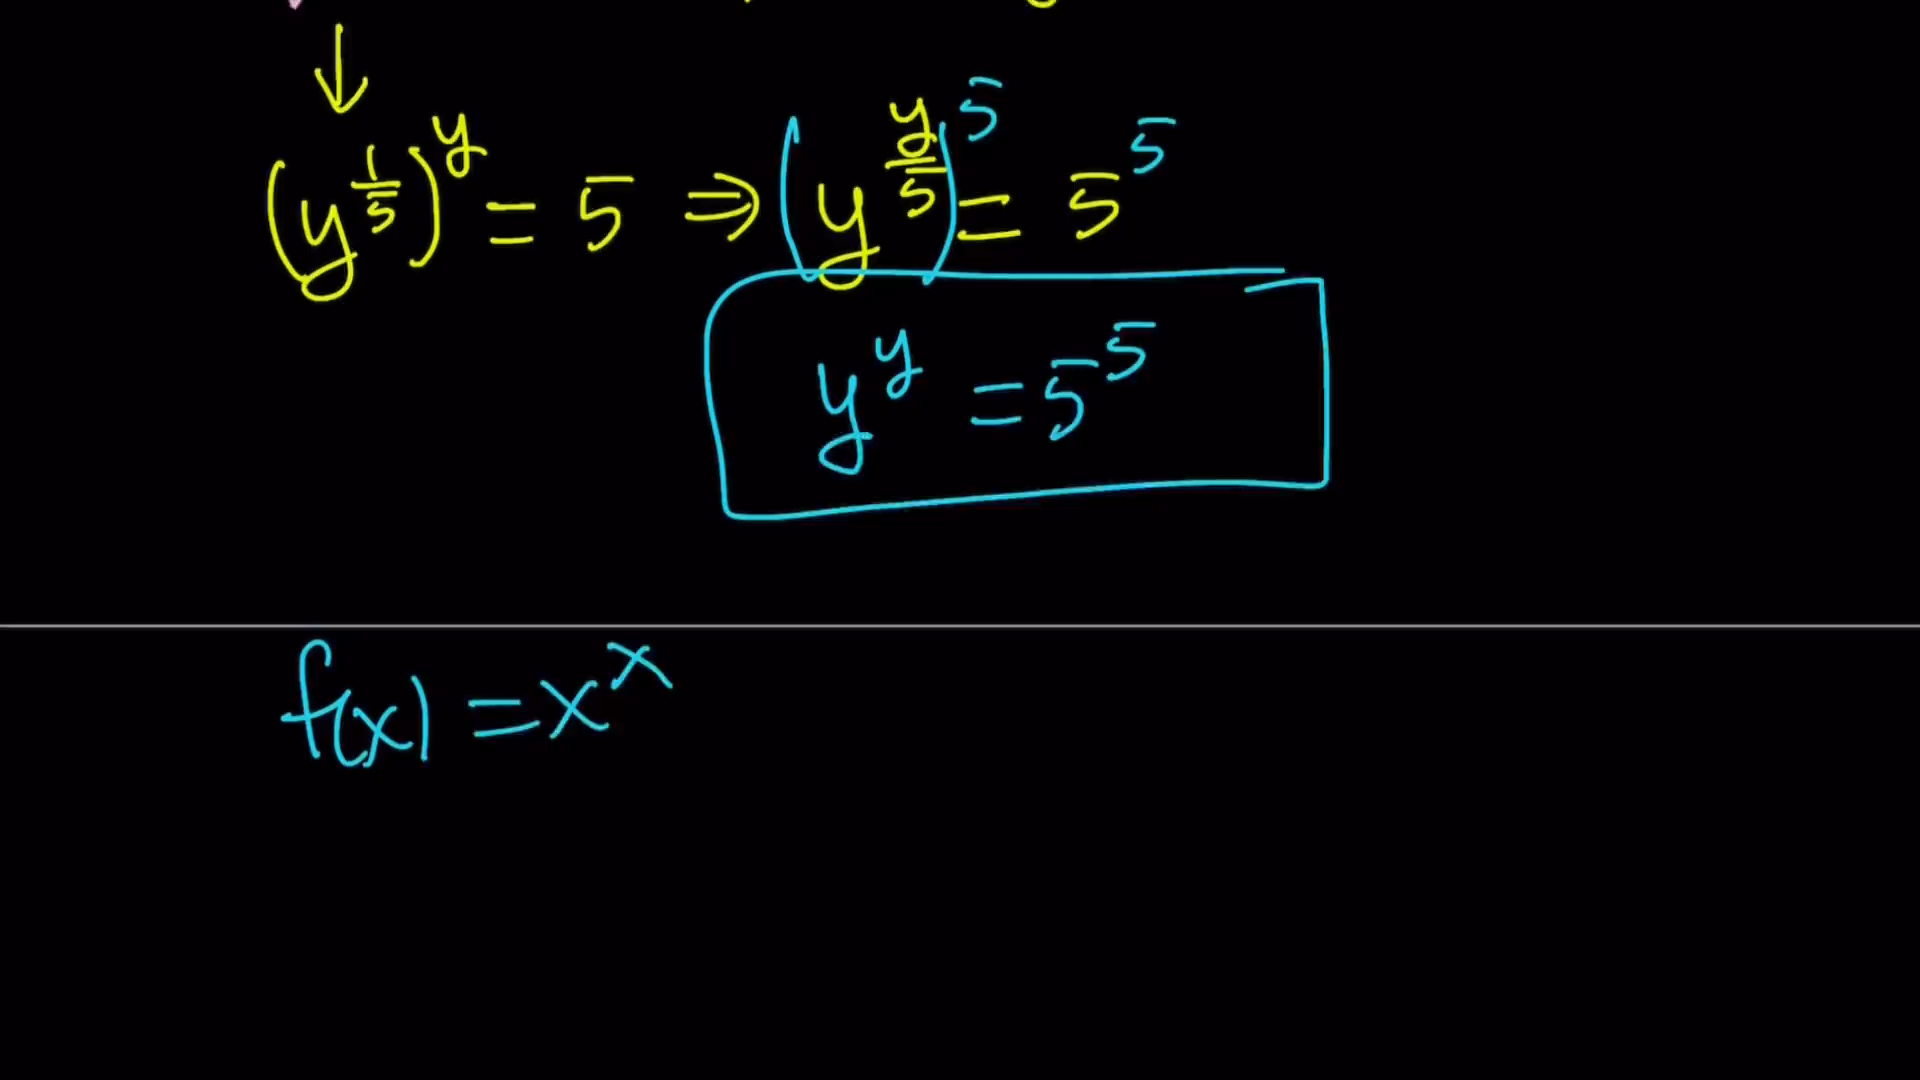 (y^{1/5})^y = 5 ⇒ (y^{y/5})^5 = 5^5
y^y = 5^5
f(x) = x^x